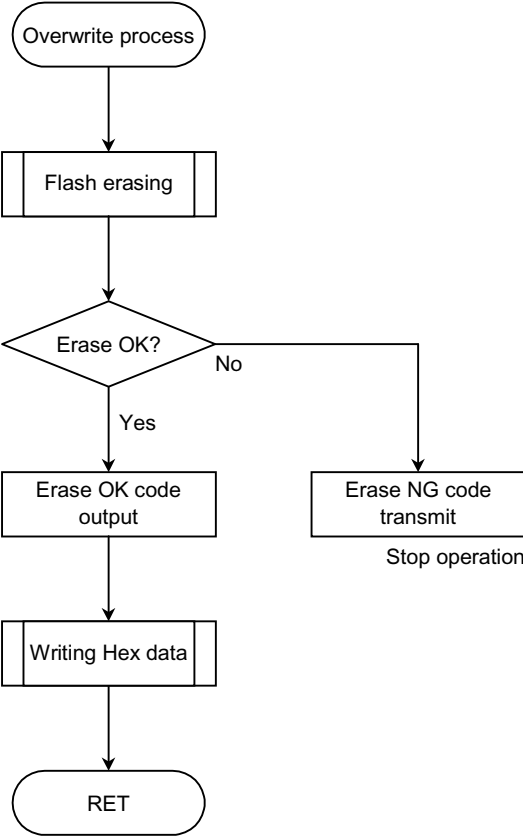 Overwrite process
Flash erasing
Erase OK?
No
Yes
Erase OK code
output
Erase NG code
transmit
Stop operation
Writing Hex data
RET